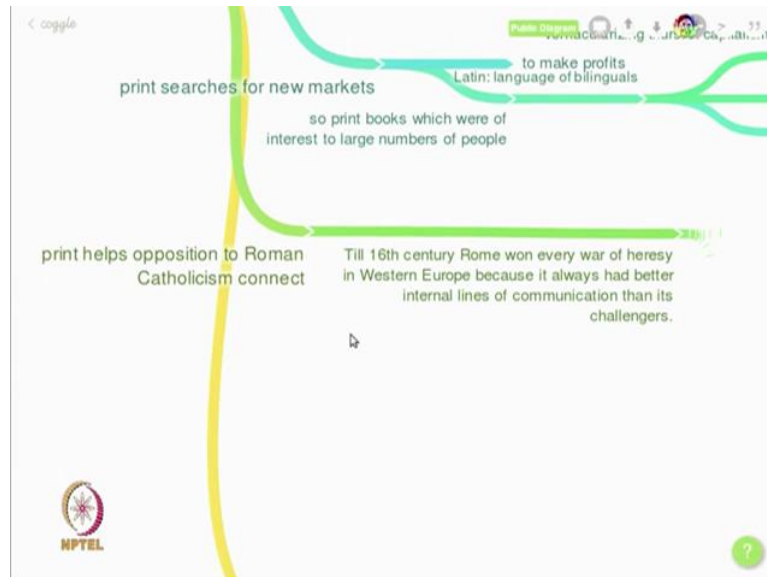 coggle
Public Diagram
to make profits
print searches for new markets
Latin: language of bilinguals
so print books which were of
interest to large numbers of people
print helps opposition to Roman
Catholicism connect
Till 16th century Rome won every war of heresy
in Western Europe because it always had better
internal lines of communication than its
challengers.
NPTEL
?